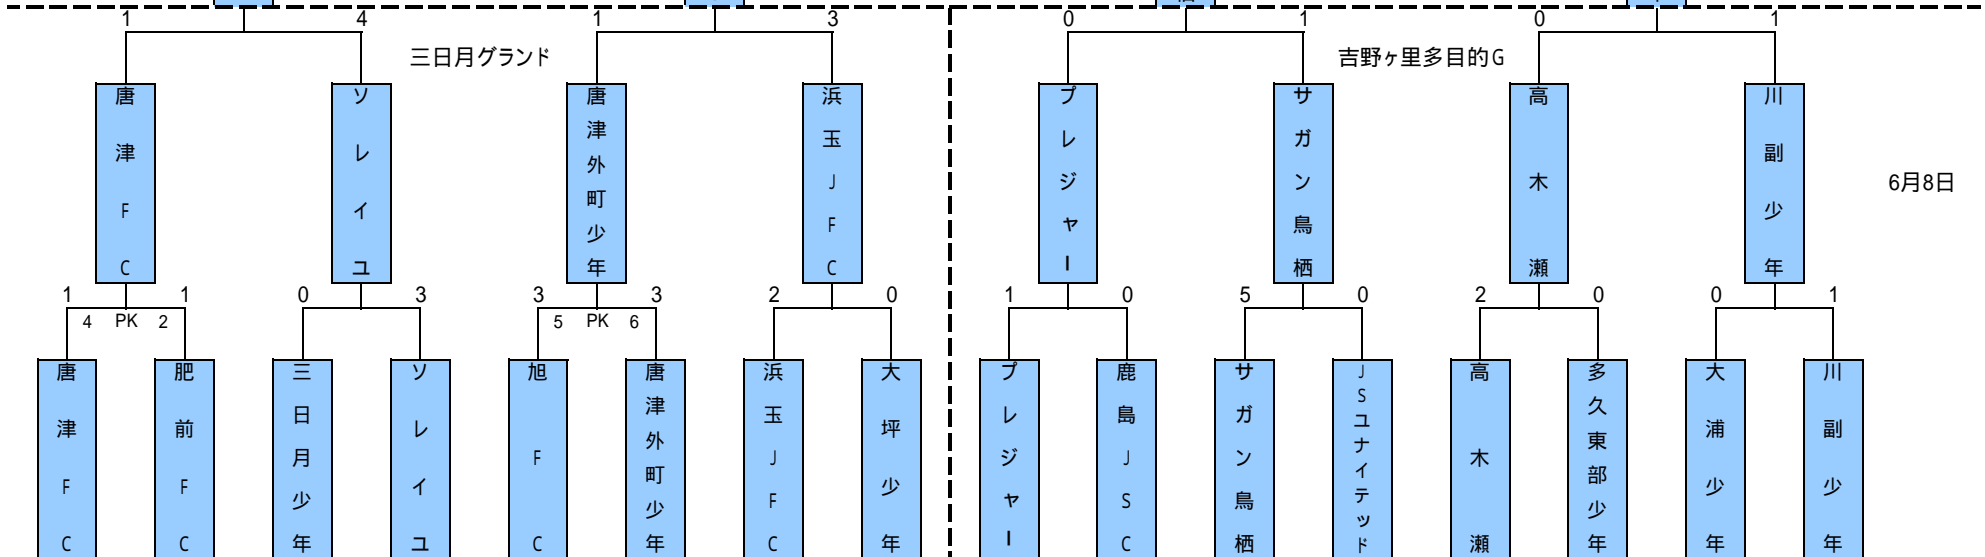 1 4 1 3 0 1 0 1
三日月グランド
吉野ヶ里多目的G
唐津FC
ソレイユ
唐津外町少年
浜玉JFC
プレジャー
サガン鳥栖
高木瀬
川副少年
6月8日
1 1 0 3 3 3 2 0 1 0 5 0 2 0 0 1
4 PK 2
5 PK 6
唐津FC
肥前FC
三日月少年
ソレイユ
旭FC
唐津外町少年
浜玉JFC
大坪少年
プレジャー
鹿島JSC
サガン鳥栖
JSユナイテッド
高木瀬
多久東部少年
大浦少年
川副少年